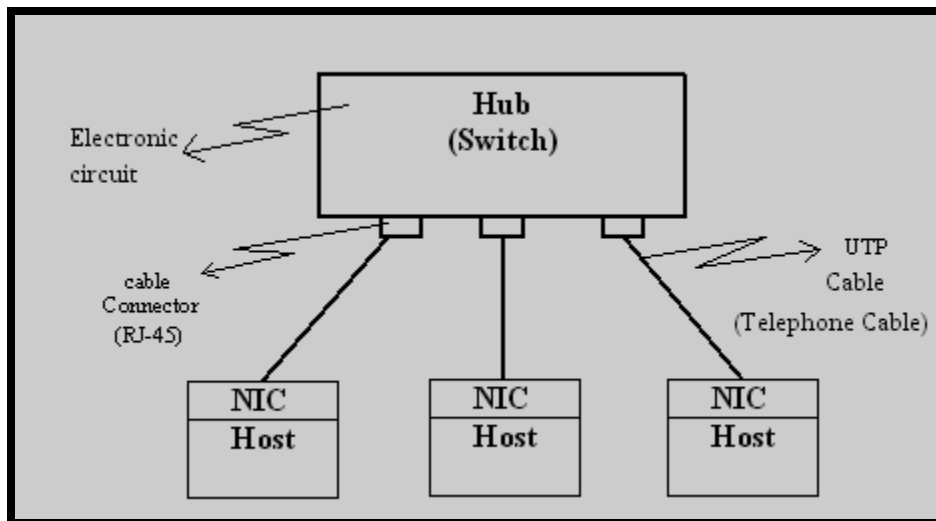 Hub
(Switch)
Electronic
circuit
cable
Connector
(RJ-45)
UTP
Cable
(Telephone Cable)
NIC
Host
NIC
Host
NIC
Host